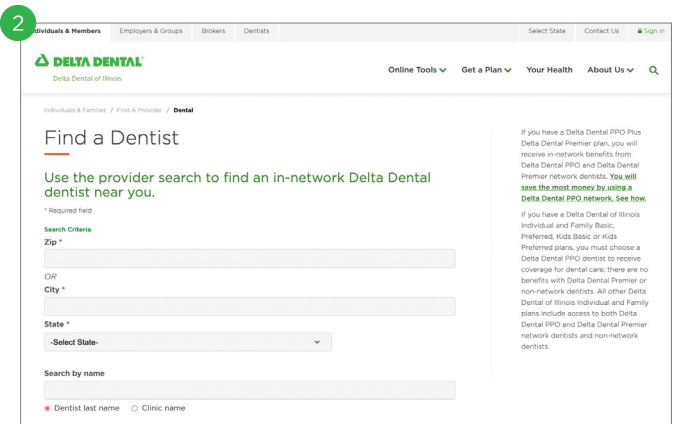 2
Individuals & Members Employers & Groups Brokers Dentists Select State Contact Us Sign in
DELTA DENTAL®
Delta Dental of Illinois
Online Tools Get a Plan Your Health About Us
Individuals & Families / Find A Provider / Dental
Find a Dentist
Use the provider search to find an in-network Delta Dental
dentist near you.
* Required field
Search Criteria
Zip *
OR
City *
State *
-Select State-
Search by name
Dentist last name Clinic name
If you have a Delta Dental PPO Plus
Delta Dental Premier plan, you will
receive in-network benefits from
Delta Dental PPO and Delta Dental
Premier network dentists. You will
save the most money by using a
Delta Dental PPO network. See how.
If you have a Delta Dental of Illinois
Individual and Family Basic,
Preferred, Kids Basic or Kids
Preferred plans, you must choose a
Delta Dental PPO dentist to receive
coverage for dental care; there are no
benefits with Delta Dental Premier or
non-network dentists. All other Delta
Dental of Illinois Individual and Family
plans include access to both Delta
Dental PPO and Delta Dental Premier
network dentists and non-network
dentists.